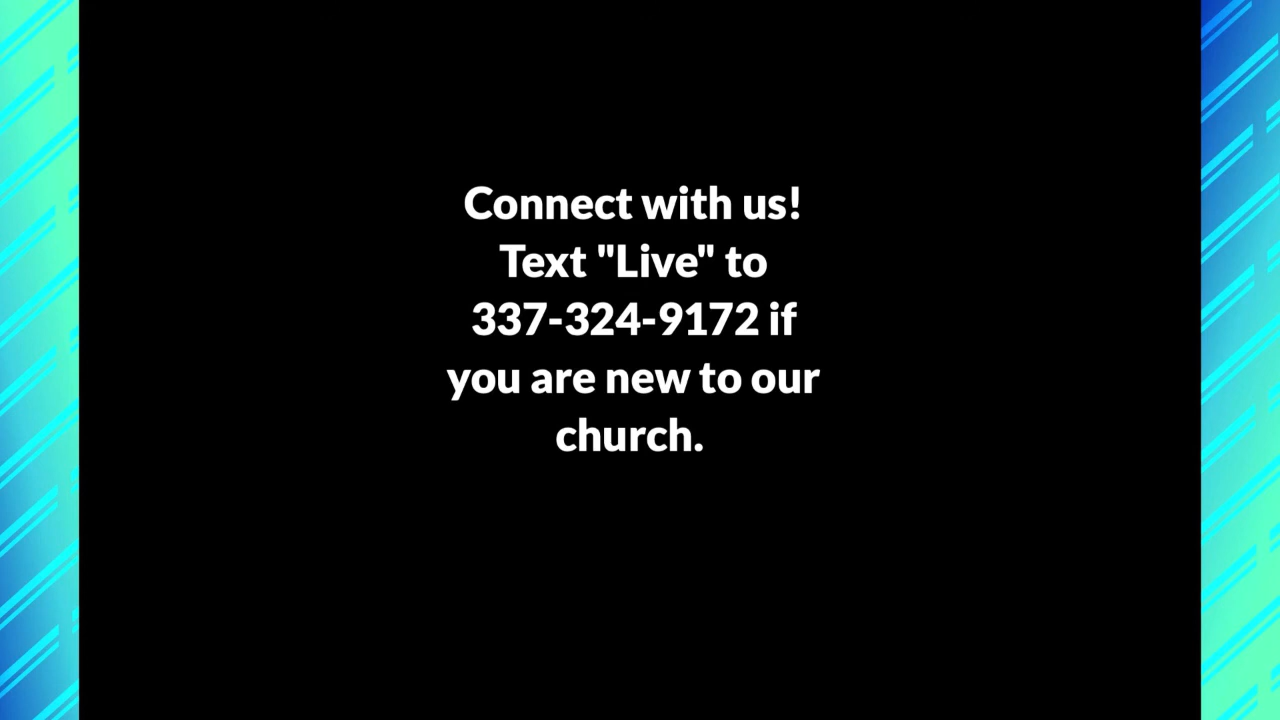 Connect with us!
Text "Live" to
337-324-9172 if
you are new to our
church.